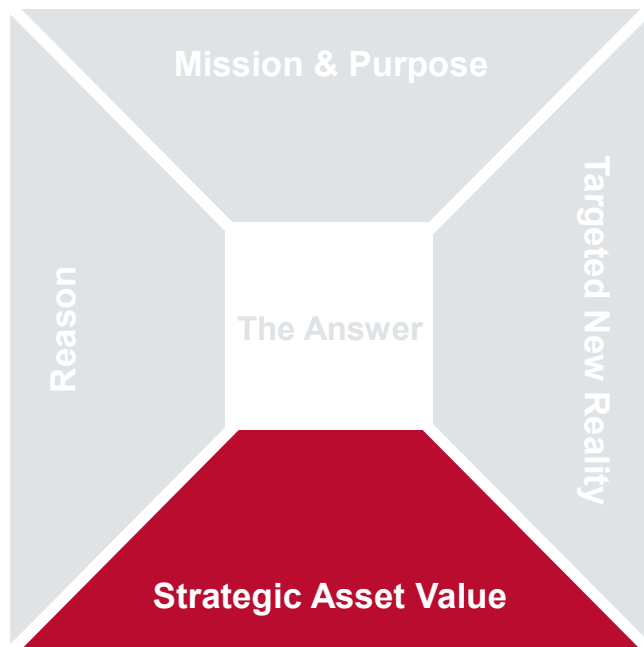 Mission & Purpose
Reason
The Answer
Targeted New Reality
Strategic Asset Value